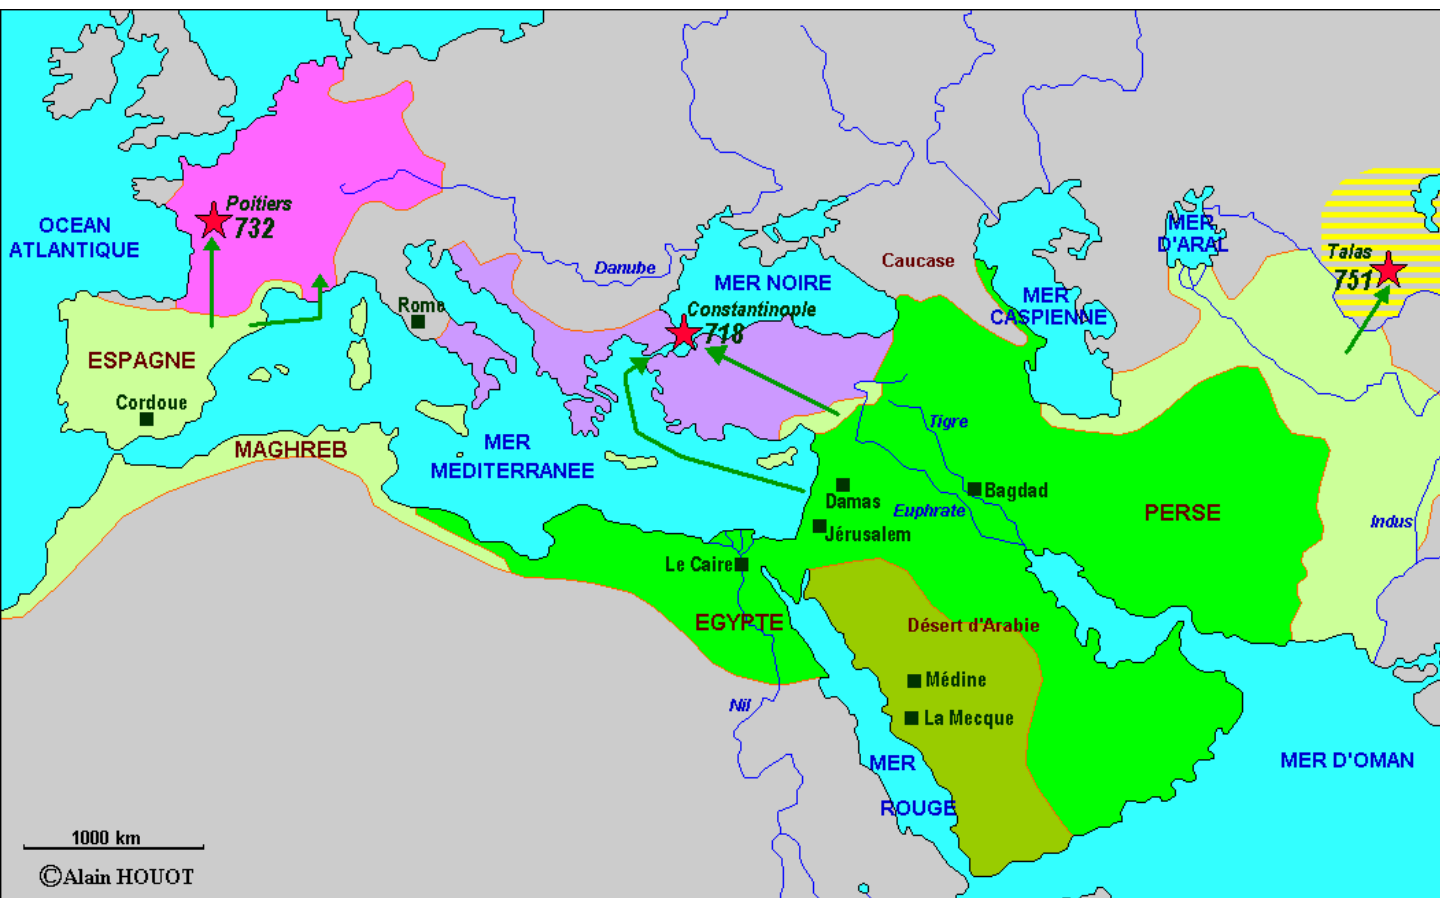 Poitiers
732
OCEAN
ATLANTIQUE
Danube
MER NOIRE
Caucase
MER
D'ARAL
Talas
751
MER
CASPIENNE
Rome
Constantinople
718
ESPAGNE
Cordoue
MAGHREB
MER
MEDITERRANEE
Tigre
Damas
Bagdad
Euphrate
Jérusalem
PERSE
Indus
Le Caire
EGYPTE
Désert d'Arabie
Médine
La Mecque
Nil
MER
ROUGE
MER D'OMAN
1000 km
©Alain HOUOT